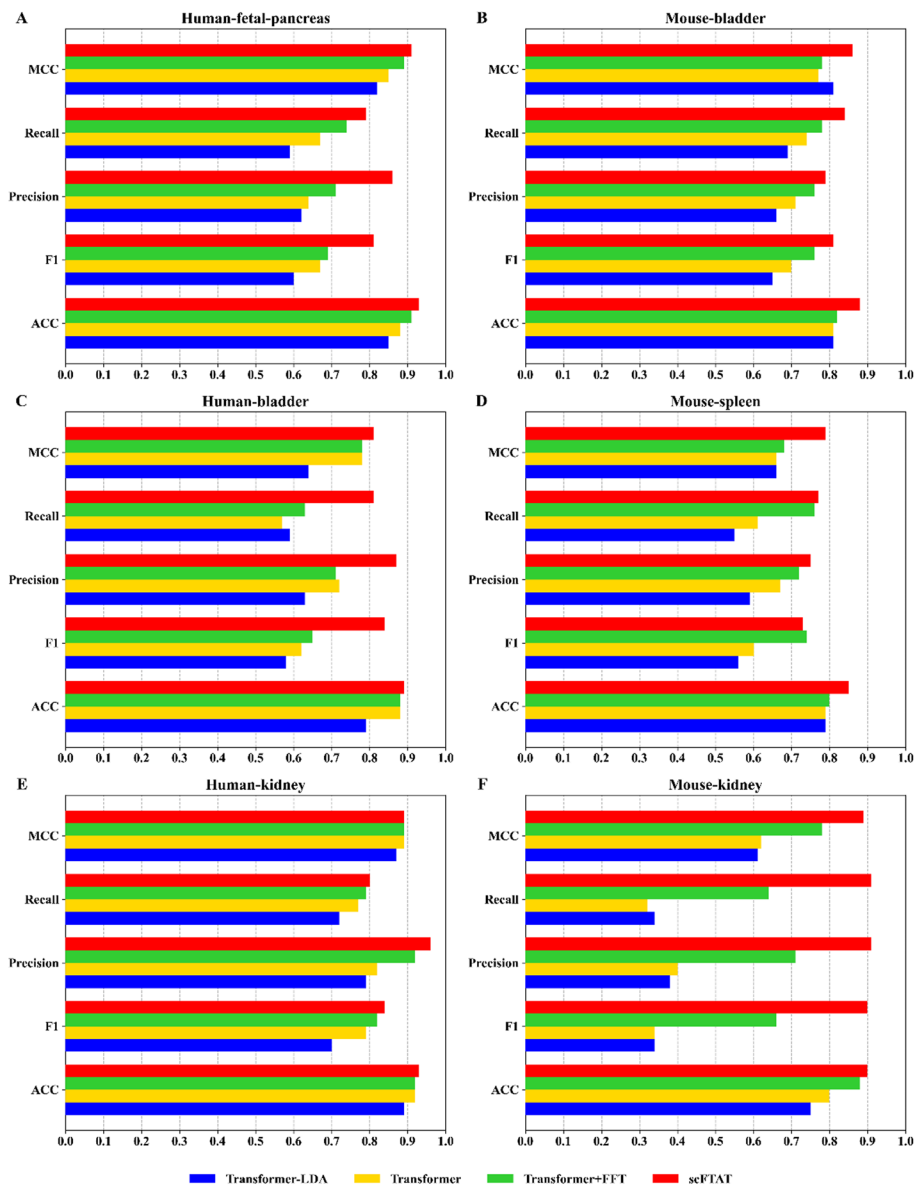 A Human-fetal-pancreas
MCC
Recall
Precision
F1
ACC
0.0 0.1 0.2 0.3 0.4 0.5 0.6 0.7 0.8 0.9 1.0
B Mouse-bladder
MCC
Recall
Precision
F1
ACC
0.0 0.1 0.2 0.3 0.4 0.5 0.6 0.7 0.8 0.9 1.0
C Human-bladder
MCC
Recall
Precision
F1
ACC
0.0 0.1 0.2 0.3 0.4 0.5 0.6 0.7 0.8 0.9 1.0
D Mouse-spleen
MCC
Recall
Precision
F1
ACC
0.0 0.1 0.2 0.3 0.4 0.5 0.6 0.7 0.8 0.9 1.0
E Human-kidney
MCC
Recall
Precision
F1
ACC
0.0 0.1 0.2 0.3 0.4 0.5 0.6 0.7 0.8 0.9 1.0
F Mouse-kidney
MCC
Recall
Precision
F1
ACC
0.0 0.1 0.2 0.3 0.4 0.5 0.6 0.7 0.8 0.9 1.0
Transformer-LDA Transformer Transformer+FFT scFTAT